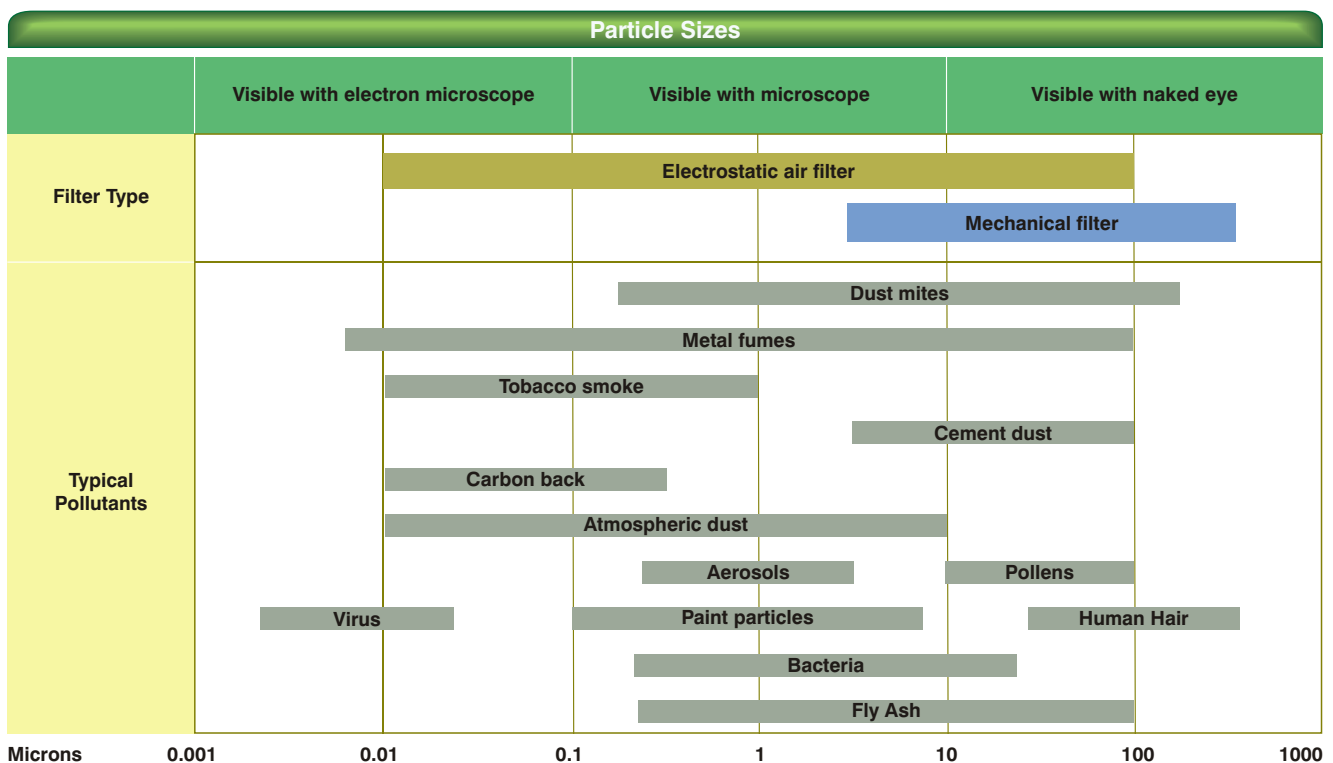 Particle Sizes
Visible with electron microscope
Visible with microscope
Visible with naked eye
Filter Type
Electrostatic air filter
Mechanical filter
Typical
Pollutants
Dust mites
Metal fumes
Tobacco smoke
Cement dust
Carbon back
Atmospheric dust
Aerosols
Pollens
Virus
Paint particles
Human Hair
Bacteria
Fly Ash
Microns 0.001 0.01 0.1 1 10 100 1000